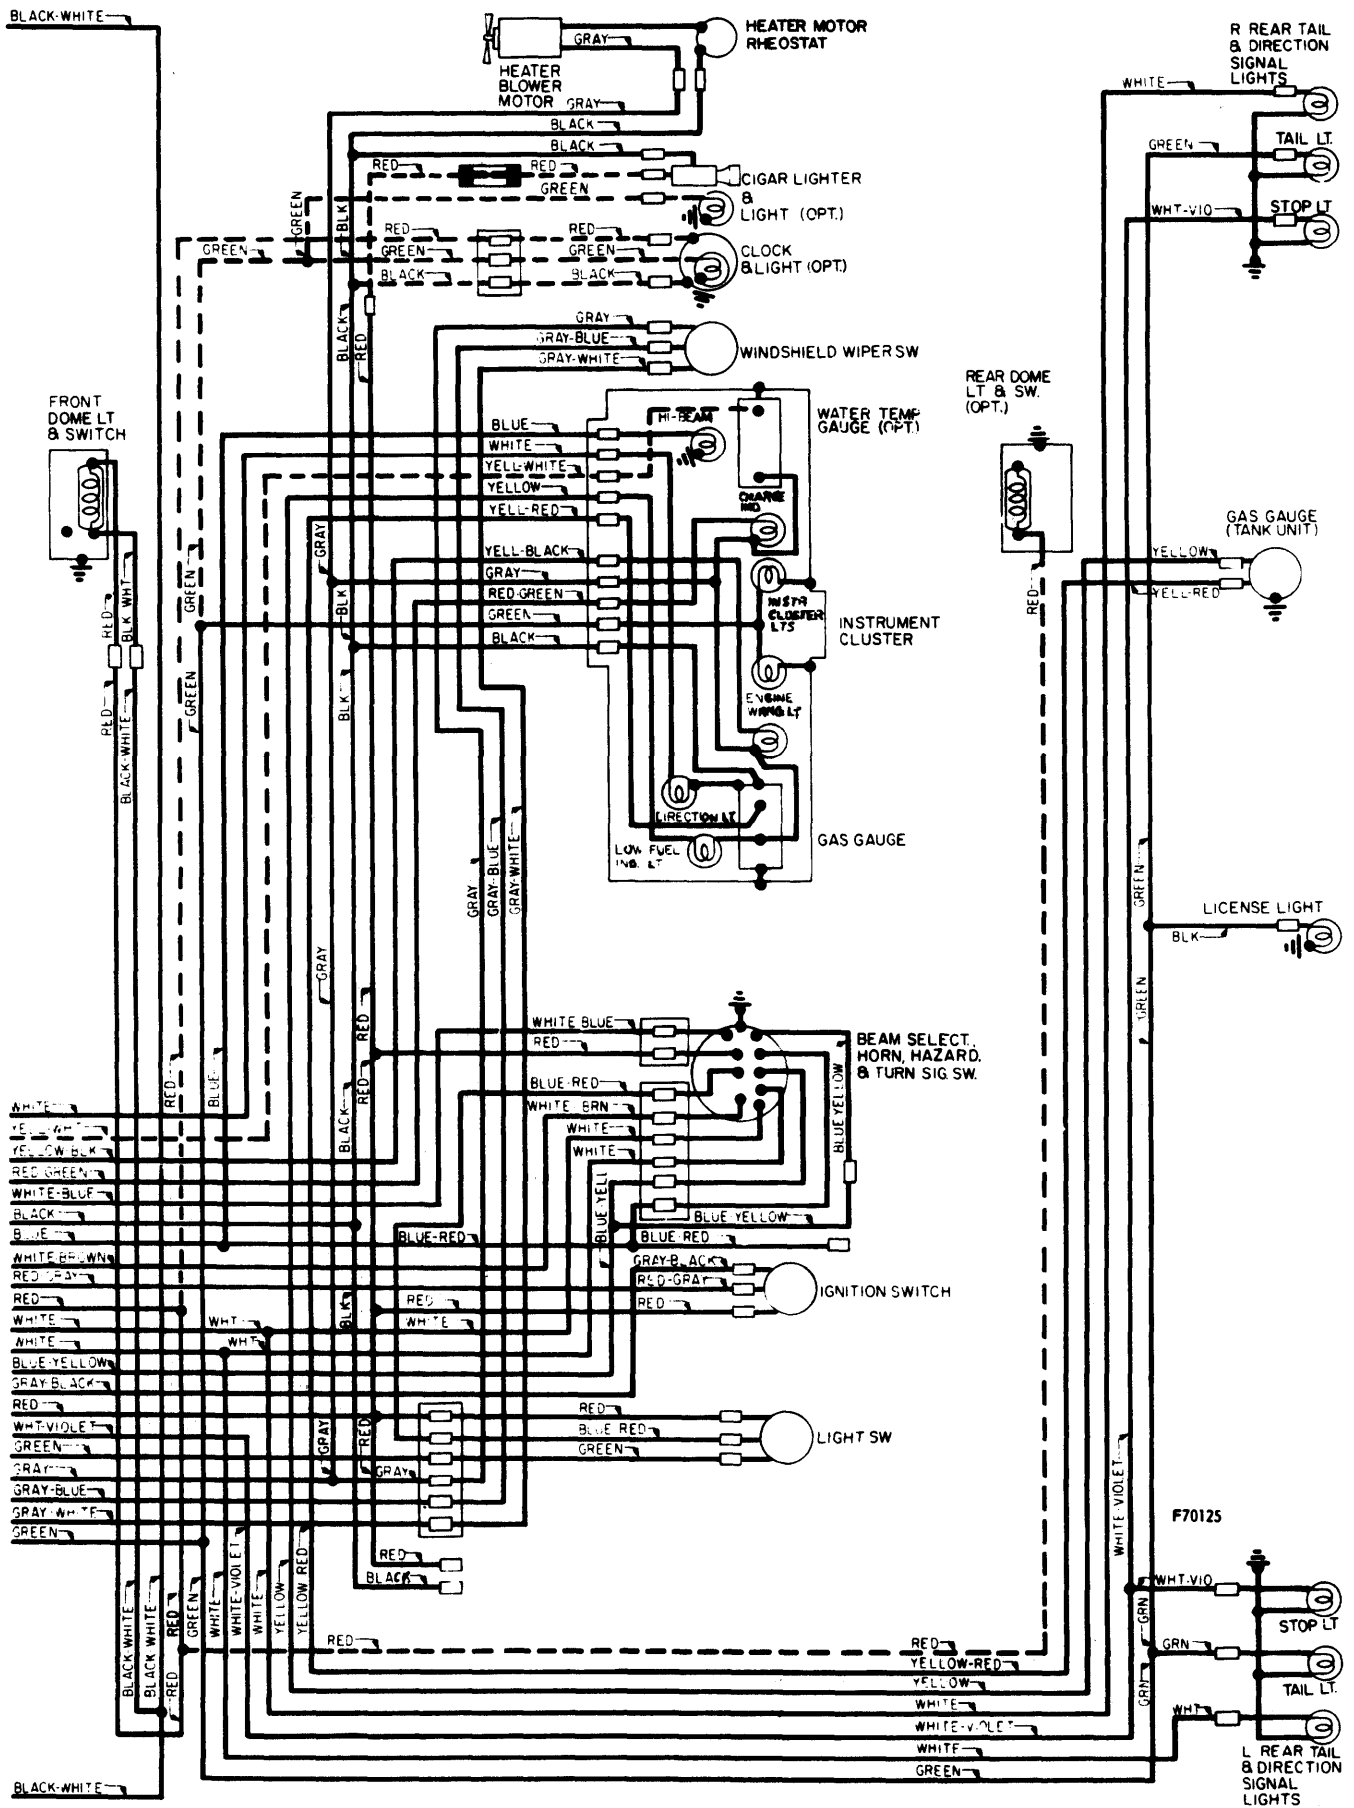 BLACK-WHITE
GRAY
HEATER MOTOR
RHEOSTAT
HEATER
BLOWER
MOTOR
GRAY
BLACK
BLACK
RED
RED
GREEN
CIGAR LIGHTER
&
LIGHT (OPT.)
GREEN
BLK
RED
RED
GREEN
GREEN
GREEN
BLACK
BLACK
CLOCK
& LIGHT (OPT.)
BLACK
RED
GRAY
GRAY-BLUE
GRAY-WHITE
WINDSHIELD WIPER SW
R REAR TAIL
& DIRECTION
SIGNAL
LIGHTS
WHITE
GREEN
TAIL LT.
WHT-VIO
STOP LT
FRONT
DOME LT
& SWITCH
RED
BLK WHT
RED
BLACK-WHITE
GREEN
GREEN
BLUE
WHITE
YELL-WHITE
YELLOW
YELL-RED
YELL-BLACK
GRAY
RED-GREEN
GREEN
BLACK
GRAY
BLK
BLK
HI-BEAM
WATER TEMP
GAUGE (OPT.)
CHARGE
IND
INSTR
CLUSTER
LTS
INSTRUMENT
CLUSTER
ENGINE
WRNG LT
DIRECTION LT.
LOW FUEL
IND. LT
GAS GAUGE
REAR DOME
LT & SW.
(OPT.)
RED
GAS GAUGE
(TANK UNIT)
YELLOW
YELL-RED
GRAY
GRAY-BLUE
GRAY-WHITE
GREEN
LICENSE LIGHT
BLK
GREEN
GRAY
RED
RED
BLACK
RED
BLUE
WHITE BLUE
RED
BLUE-RED
WHITE BRN
WHITE
WHITE
BLUE-YELL
BLUE YELLOW
BEAM SELECT.,
HORN, HAZARD.
& TURN SIG. SW.
BLUE-YELLOW
BLUE-RED
BLUE-RED
GRAY-BLACK
RED-GRAY
RED
IGNITION SWITCH
WHITE
YELL-WHT
YELLOW-BLK
RED GREEN
WHITE-BLUE
BLACK
BLUE
WHITE BROWN
RED GRAY
RED
WHITE
WHITE
BLUE-YELLOW
GRAY-BLACK
RED
WHT-VIOLET
GREEN
GRAY
GRAY-BLUE
GRAY-WHITE
GREEN
WHT
WHT
BLK
RED
WHITE
GRAY
RED
GRAY
RED
BLUE RED
GREEN
LIGHT SW
RED
BLACK
WHITE-VIOLET
F70125
BLACK-WHITE
BLACK WHITE
RED
RED
GREEN
WHITE
WHITE-VIOLET
WHITE
YELLOW
YELLOW RED
RED
RED
YELLOW-RED
YELLOW
WHITE
WHITE-VIOLET
WHITE
GREEN
WHT-VIO
STOP LT
GRN
GRN
TAIL LT.
GRN
WHT
L REAR TAIL
& DIRECTION
SIGNAL
LIGHTS
BLACK-WHITE